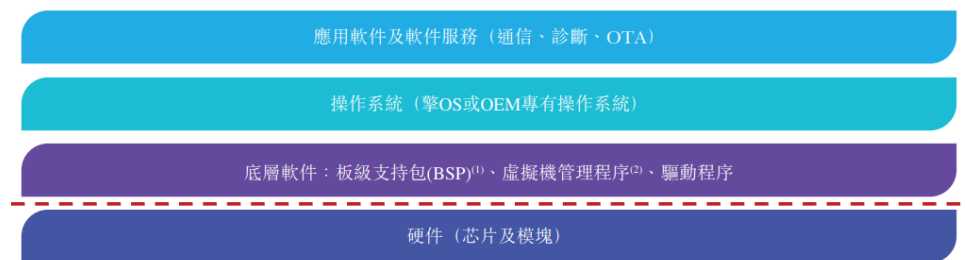 應用軟件及軟件服務（通信、診斷、OTA）
操作系統（擎OS或OEM專有操作系統）
底層軟件：板級支持包(BSP)⁽¹⁾、虛擬機管理程序⁽²⁾、驅動程序
硬件（芯片及模塊）